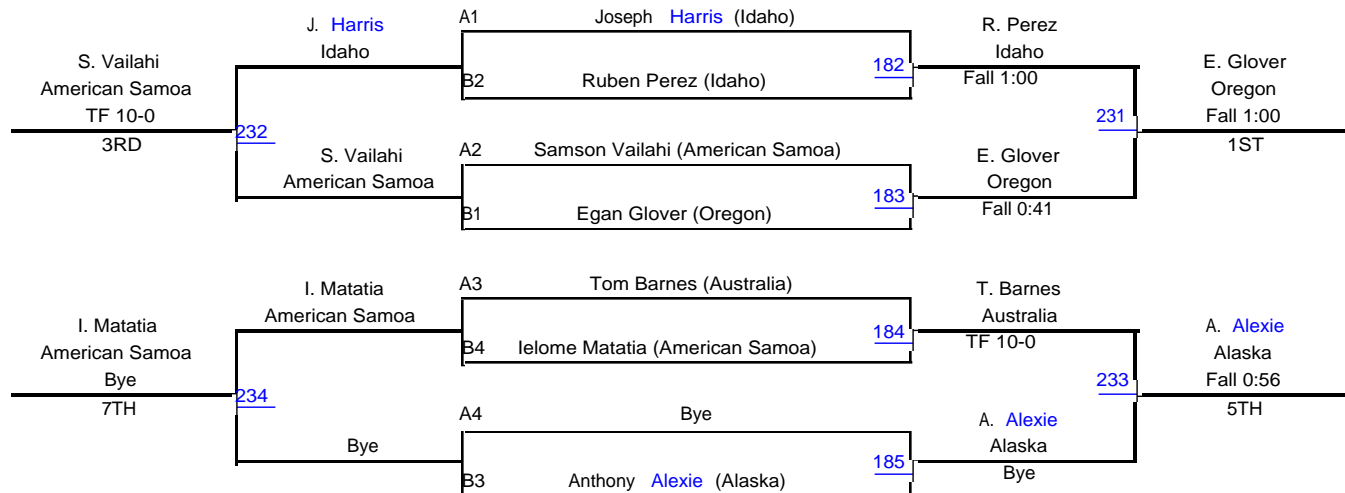 J. Harris
Idaho
A1
Joseph Harris (Idaho)
R. Perez
Idaho
Fall 1:00
S. Vailahi
American Samoa
TF 10-0
3RD
182
B2
Ruben Perez (Idaho)
E. Glover
Oregon
Fall 1:00
1ST
232
231
S. Vailahi
American Samoa
A2
Samson Vailahi (American Samoa)
E. Glover
Oregon
Fall 0:41
183
B1
Egan Glover (Oregon)
I. Matatia
American Samoa
A3
Tom Barnes (Australia)
T. Barnes
Australia
TF 10-0
I. Matatia
American Samoa
Bye
7TH
184
B4
Ielome Matatia (American Samoa)
A. Alexie
Alaska
Fall 0:56
5TH
234
233
Bye
A4
Bye
A. Alexie
Alaska
Bye
185
B3
Anthony Alexie (Alaska)